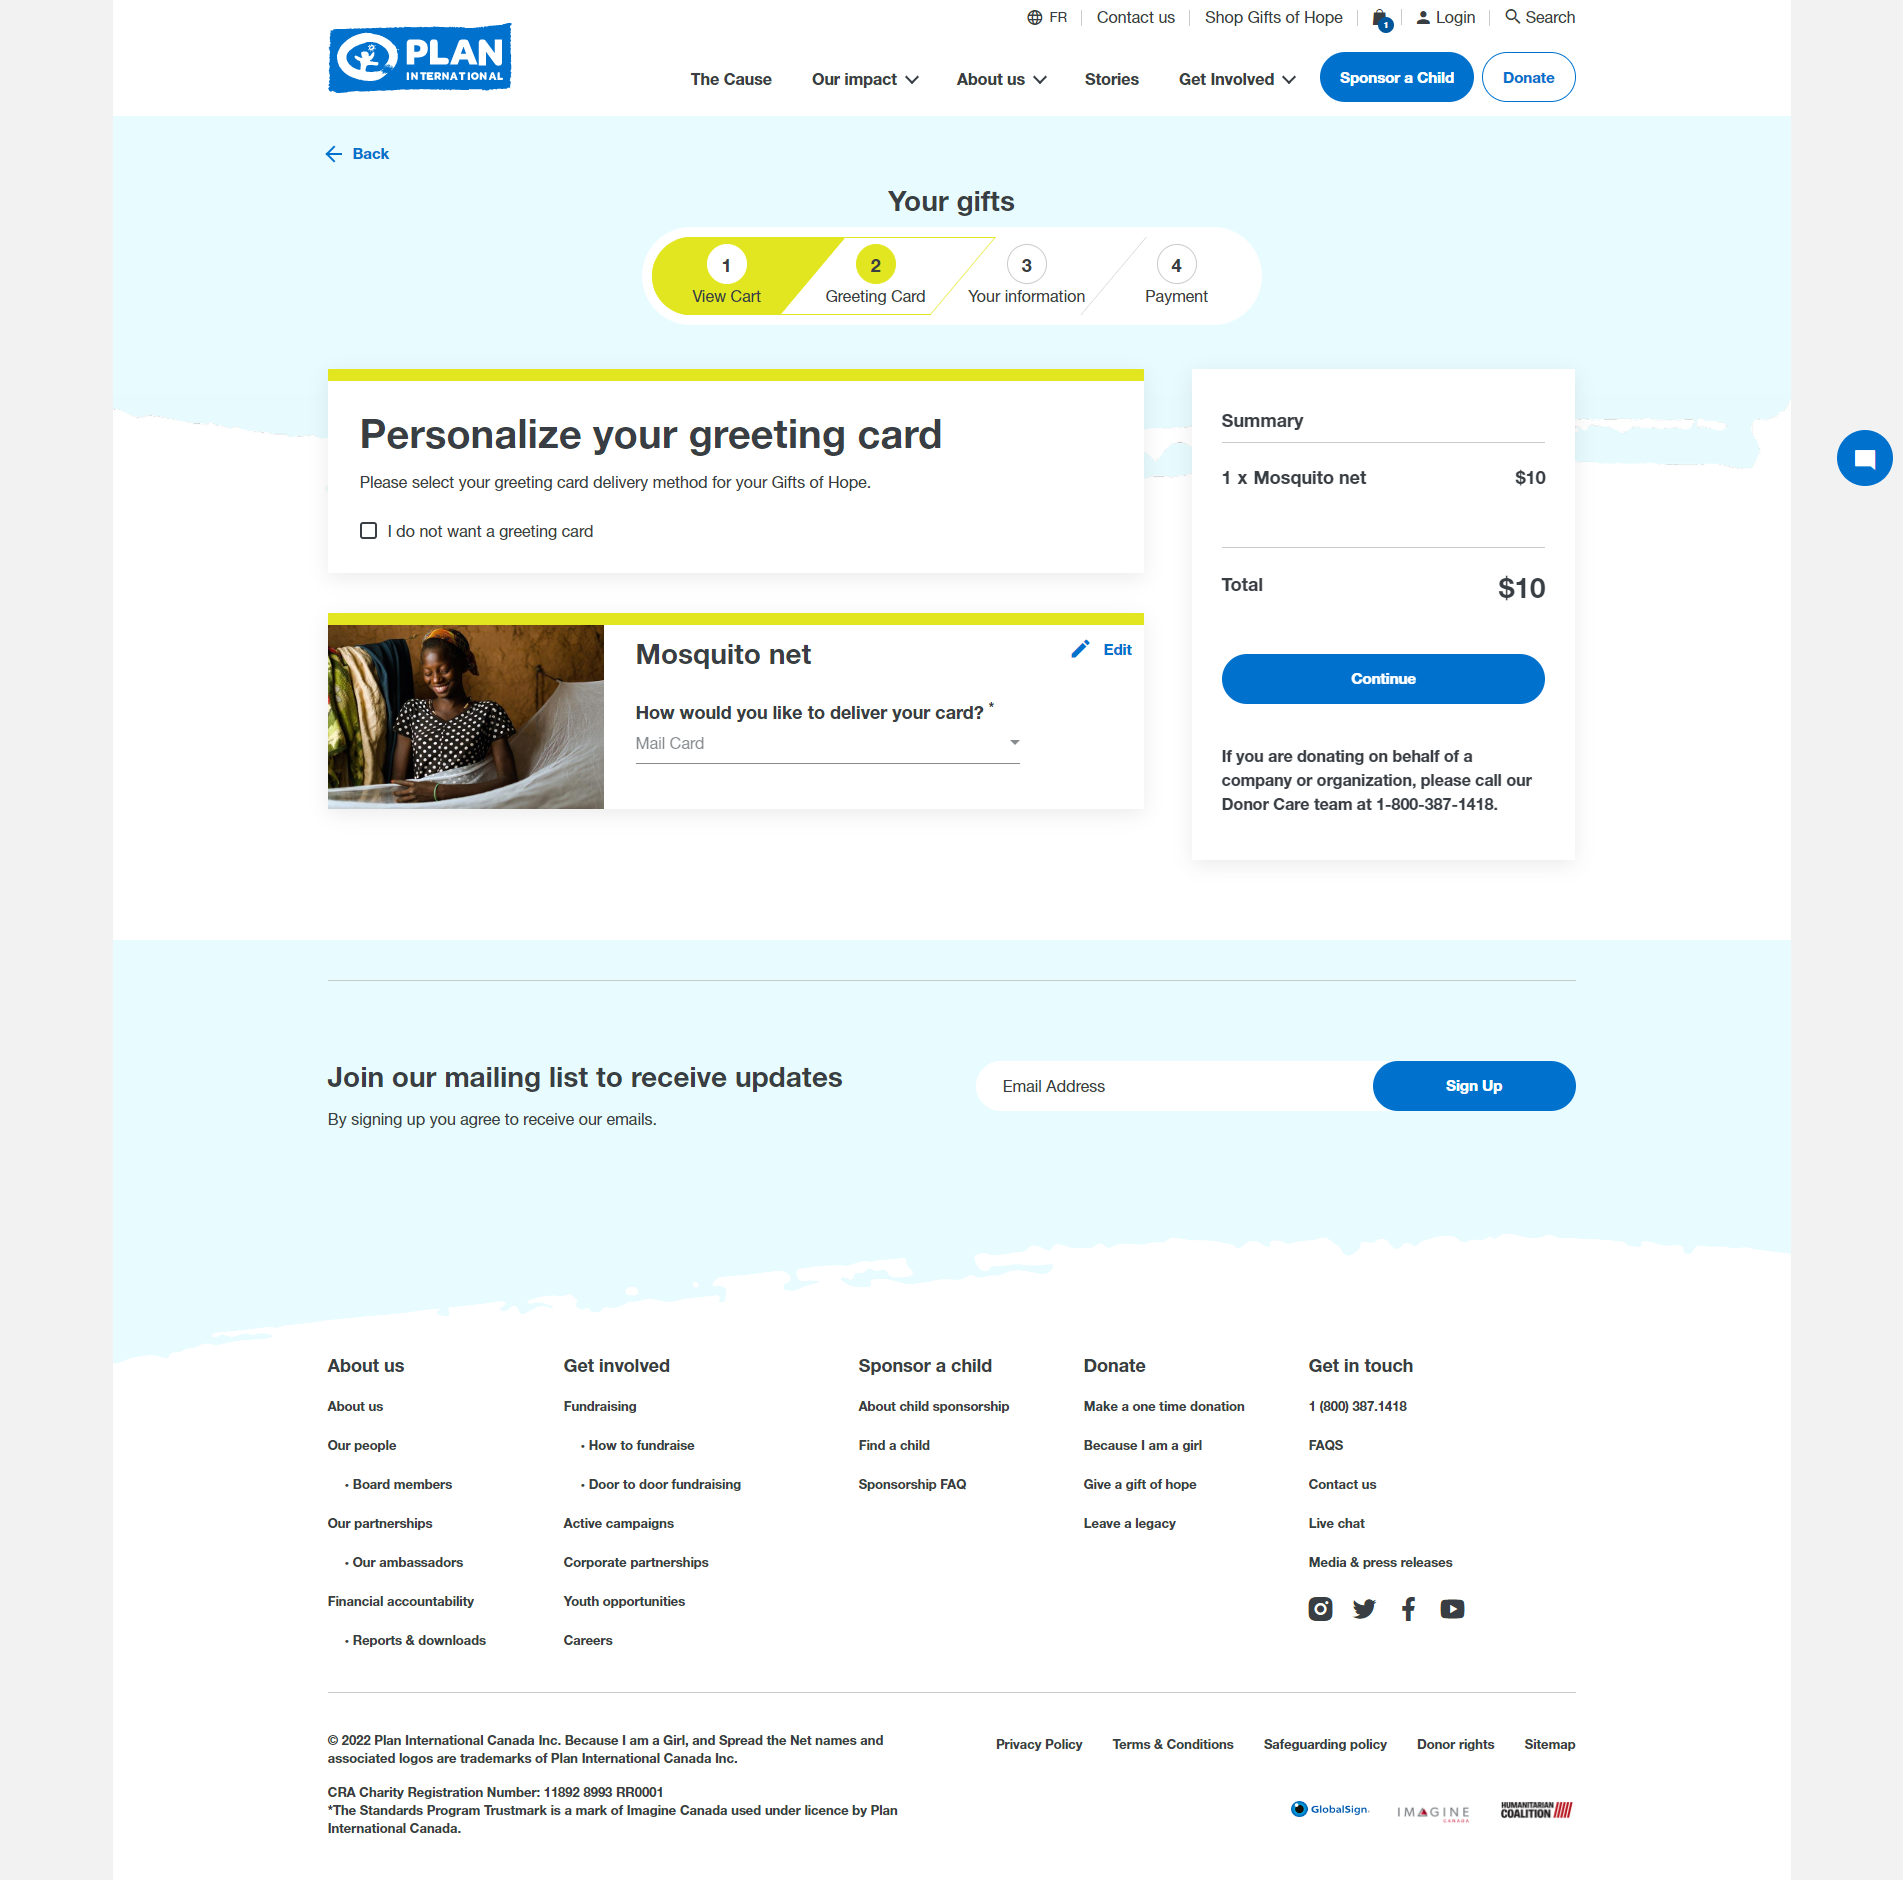 FR
Contact us
Shop Gifts of Hope
1
Login
Search
PLAN
INTERNATIONAL
The Cause
Our impact
About us
Stories
Get Involved
Sponsor a Child
Donate
Back
Your gifts
1
View Cart
2
Greeting Card
3
Your information
4
Payment
Personalize your greeting card
Please select your greeting card delivery method for your Gifts of Hope.
I do not want a greeting card
Mosquito net
Edit
How would you like to deliver your card? *
Mail Card
Summary
1 x Mosquito net $10
Total $10
Continue
If you are donating on behalf of a
company or organization, please call our
Donor Care team at 1-800-387-1418.
Join our mailing list to receive updates
By signing up you agree to receive our emails.
Email Address
Sign Up
About us
About us
Our people
• Board members
Our partnerships
• Our ambassadors
Financial accountability
• Reports & downloads
Get involved
Fundraising
• How to fundraise
• Door to door fundraising
Active campaigns
Corporate partnerships
Youth opportunities
Careers
Sponsor a child
About child sponsorship
Find a child
Sponsorship FAQ
Donate
Make a one time donation
Because I am a girl
Give a gift of hope
Leave a legacy
Get in touch
1 (800) 387.1418
FAQS
Contact us
Live chat
Media & press releases
© 2022 Plan International Canada Inc. Because I am a Girl, and Spread the Net names and
associated logos are trademarks of Plan International Canada Inc.
CRA Charity Registration Number: 11892 8993 RR0001
*The Standards Program Trustmark is a mark of Imagine Canada used under licence by Plan
International Canada.
Privacy Policy
Terms & Conditions
Safeguarding policy
Donor rights
Sitemap
GlobalSign.
IMAGINE
CANADA
HUMANITARIAN
COALITION